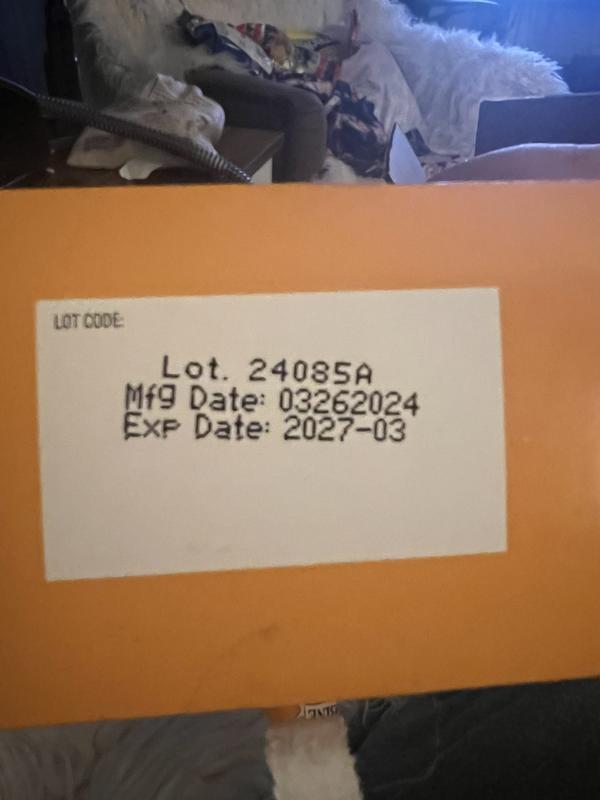 LOT CODE:
Lot. 24085A
Mfg Date: 03262024
Exp Date: 2027-03